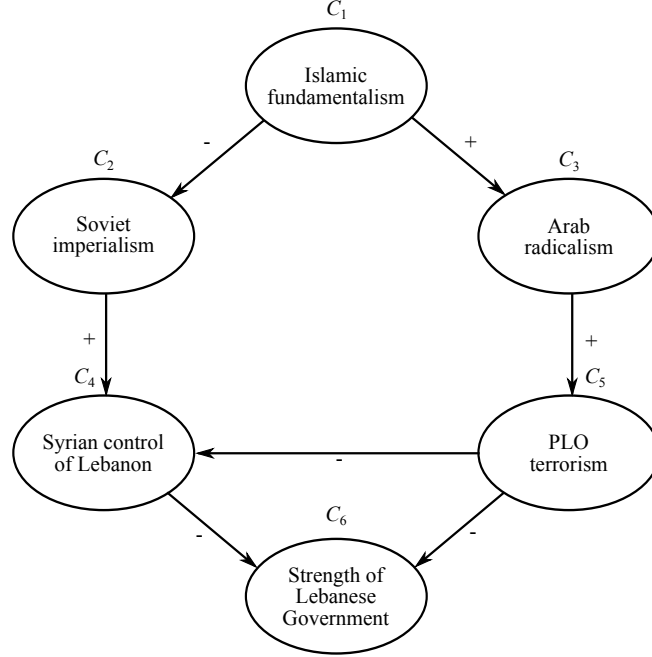 C1
Islamic
fundamentalism
-
+
C2
C3
Soviet
imperialism
Arab
radicalism
+
+
C4
C5
Syrian control
of Lebanon
PLO
terrorism
-
C6
-
-
Strength of
Lebanese
Government